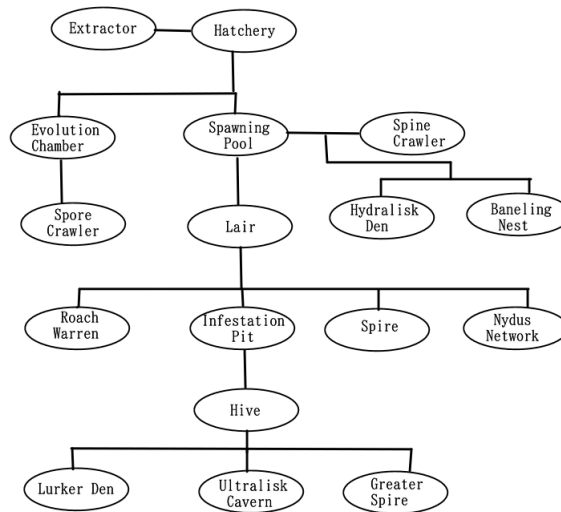 Extractor
Hatchery
Evolution
Chamber
Spawning
Pool
Spine
Crawler
Spore
Crawler
Lair
Hydralisk
Den
Baneling
Nest
Roach
Warren
Infestation
Pit
Spire
Nydus
Network
Hive
Lurker Den
Ultralisk
Cavern
Greater
Spire